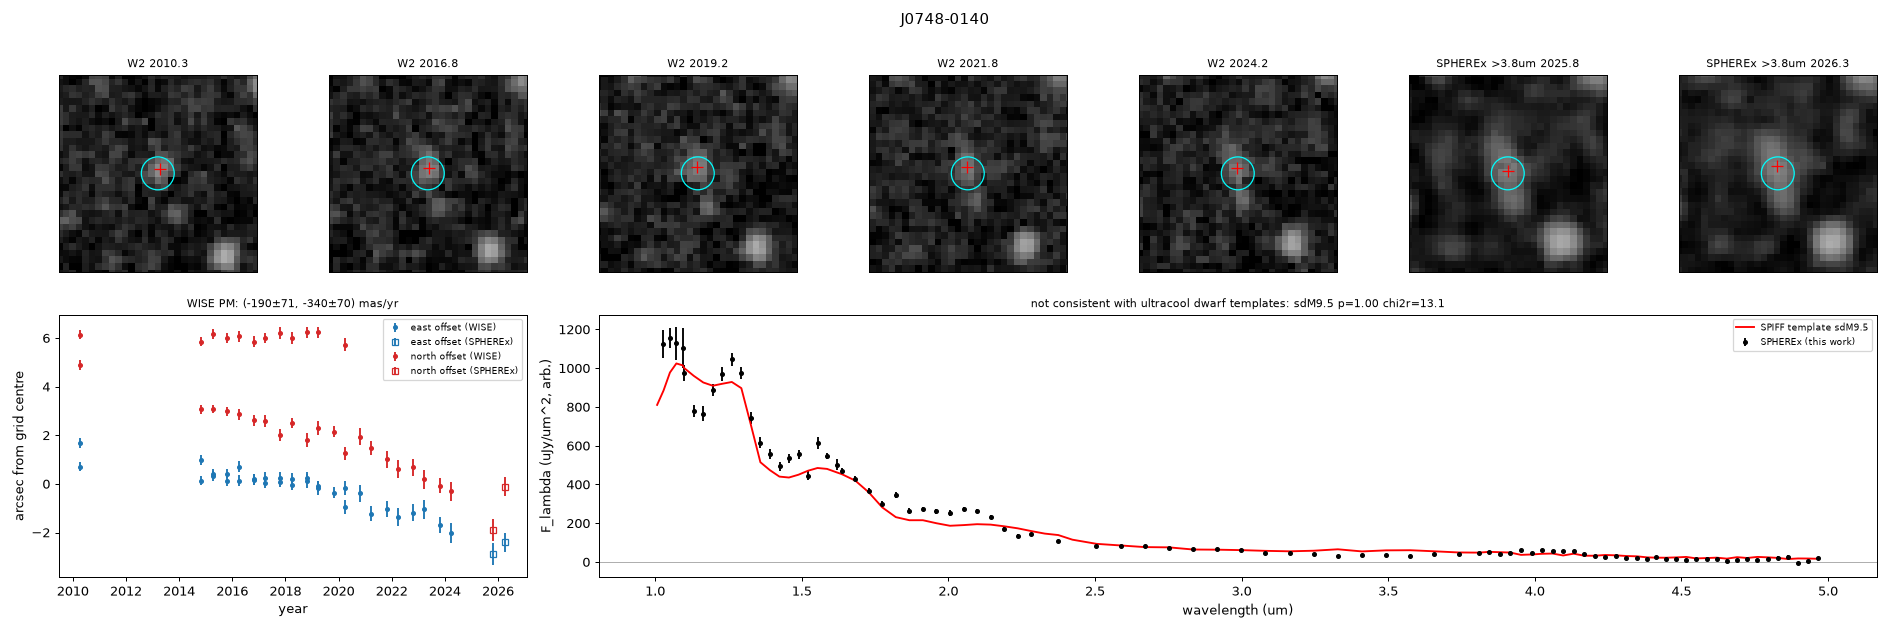 J0748-0140
W2 2010.3
W2 2016.8
W2 2019.2
W2 2021.8
W2 2024.2
SPHEREx >3.8um 2025.8
SPHEREx >3.8um 2026.3
WISE PM: (-190±71, -340±70) mas/yr
arcsec from grid centre
6
4
2
0
−2
east offset (WISE)
east offset (SPHEREx)
north offset (WISE)
north offset (SPHEREx)
2010 2012 2014 2016 2018 2020 2022 2024 2026
year
not consistent with ultracool dwarf templates: sdM9.5 p=1.00 chi2r=13.1
F_lambda (uJy/um^2, arb.)
1200
1000
800
600
400
200
0
SPIFF template sdM9.5
SPHEREx (this work)
1.0 1.5 2.0 2.5 3.0 3.5 4.0 4.5 5.0
wavelength (um)